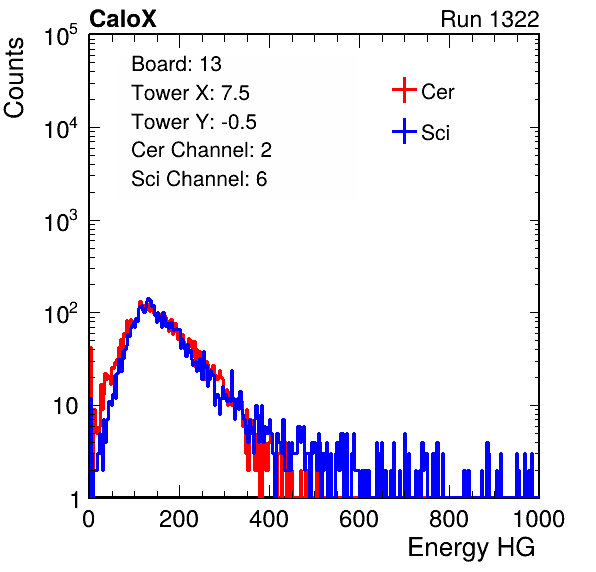 CaloX Run 1322
Counts
10^5
10^4
10^3
10^2
10
1
Board: 13
Tower X: 7.5
Tower Y: -0.5
Cer Channel: 2
Sci Channel: 6
Cer
Sci
0 200 400 600 800 1000
Energy HG